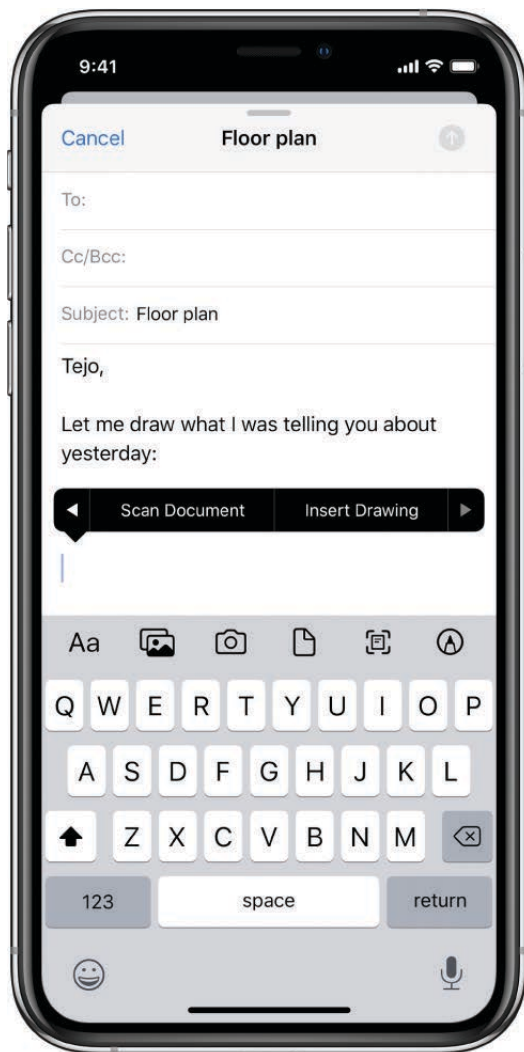 9:41
Cancel Floor plan
To:
Cc/Bcc:
Subject: Floor plan
Tejo,
Let me draw what I was telling you about
yesterday:
Scan Document Insert Drawing
Aa
Q W E R T Y U I O P
A S D F G H J K L
Z X C V B N M
123 space return